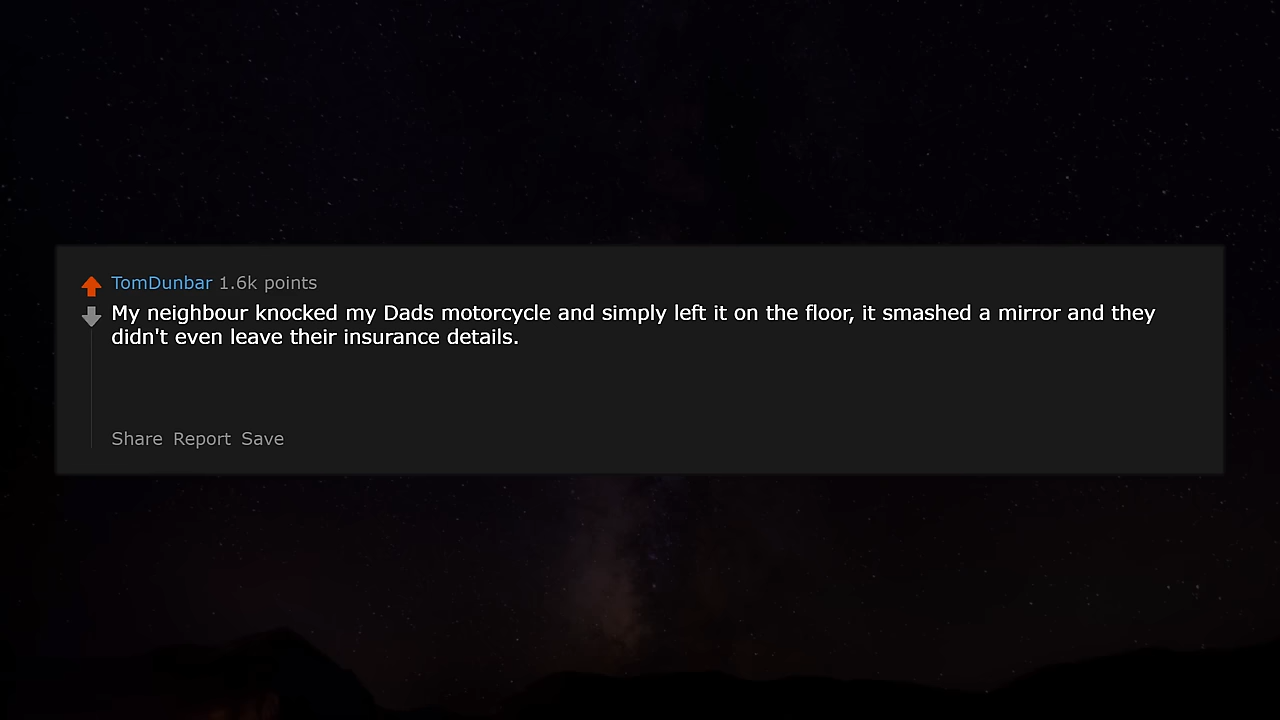 TomDunbar 1.6k points
My neighbour knocked my Dads motorcycle and simply left it on the floor, it smashed a mirror and they
didn't even leave their insurance details.
Share Report Save